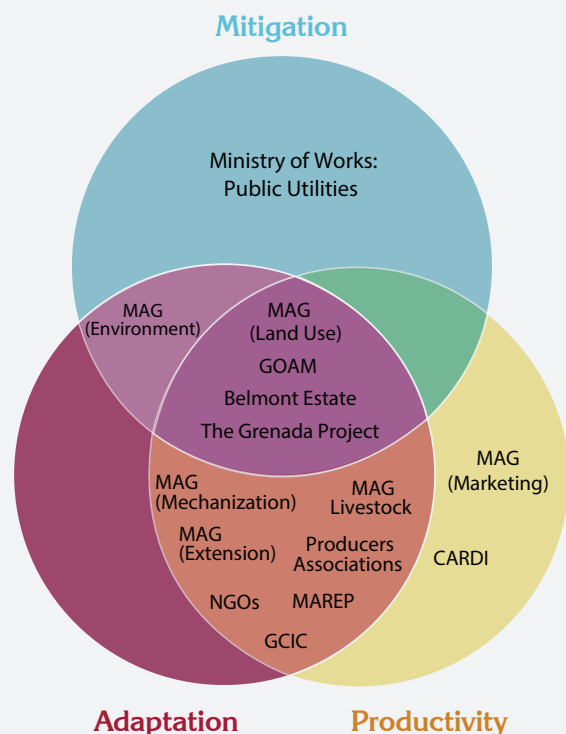 Mitigation
Ministry of Works:
Public Utilities
MAG
(Environment)
MAG
(Land Use)
GOAM
Belmont Estate
The Grenada Project
MAG
(Marketing)
CARDI
MAG
(Mechanization)
MAG
Livestock
MAG
(Extension)
Producers
Associations
NGOs
MAREP
GCIC
Adaptation
Productivity